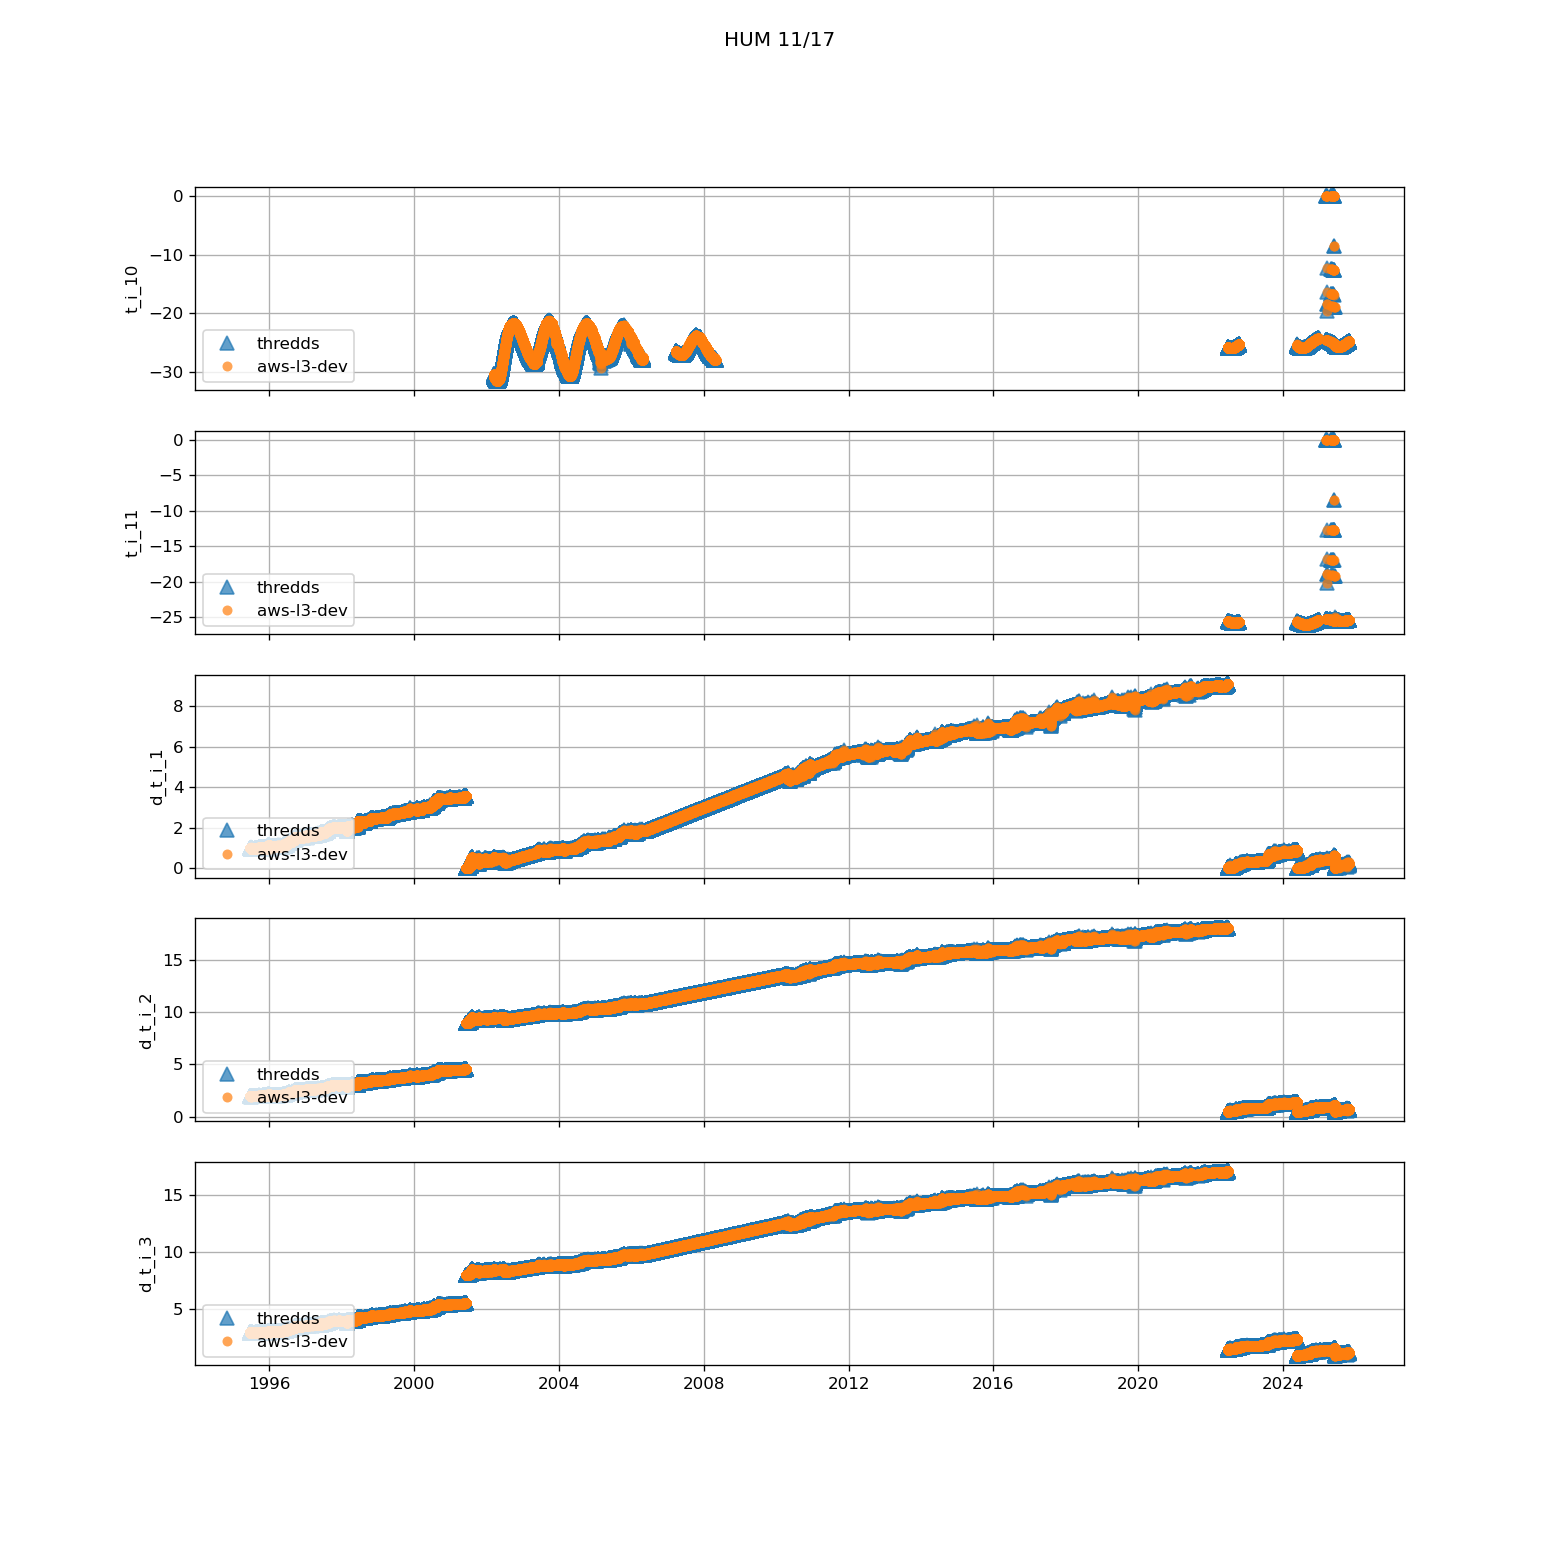 HUM 11/17
0
−10
−20
−30
t_i_10
thredds
aws-l3-dev
0
−5
−10
−15
−20
−25
t_i_11
thredds
aws-l3-dev
8
6
4
2
0
d_t_i_1
thredds
aws-l3-dev
15
10
5
0
d_t_i_2
thredds
aws-l3-dev
15
10
5
d_t_i_3
thredds
aws-l3-dev
1996 2000 2004 2008 2012 2016 2020 2024